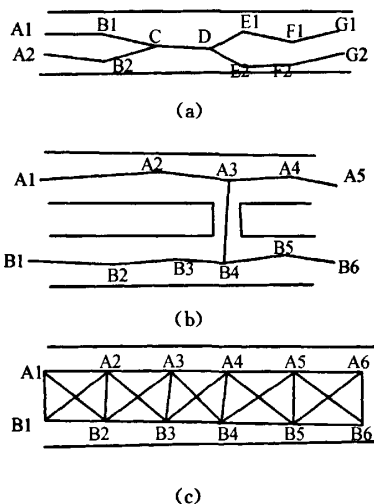 A1 B1 C D E1 F1 G1
A2 B2 E2 F2 G2
(a)
A1 A2 A3 A4 A5
B1 B2 B3 B4 B5 B6
(b)
A1 A2 A3 A4 A5 A6
B1 B2 B3 B4 B5 B6
(c)